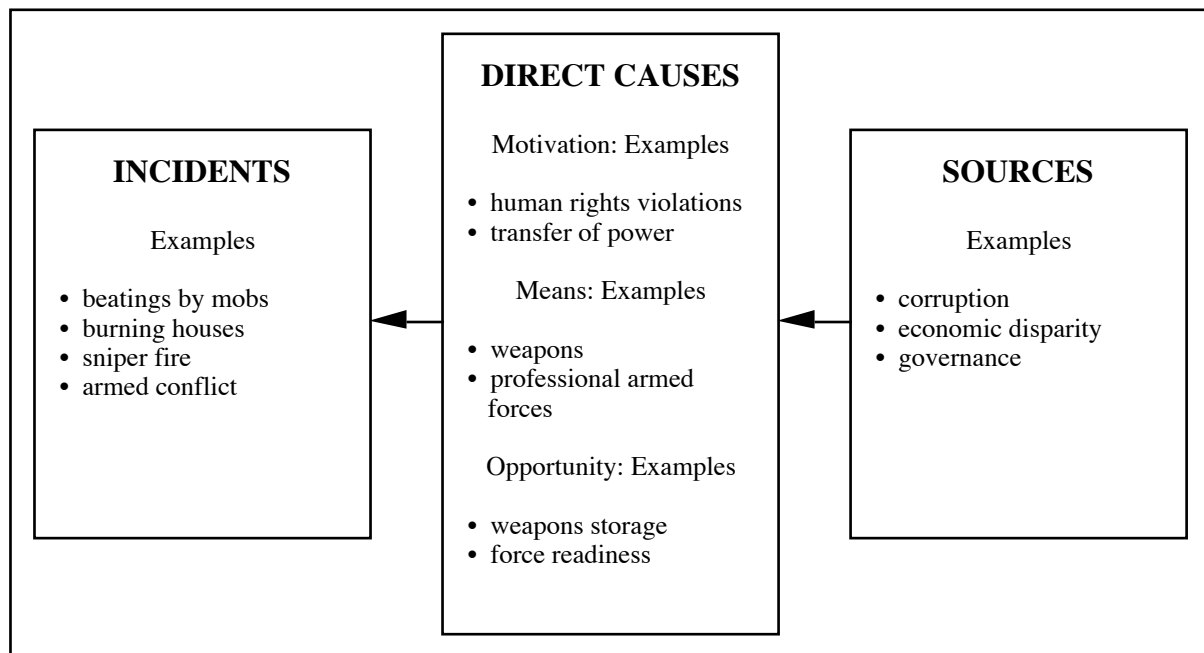 INCIDENTS
Examples
• beatings by mobs
• burning houses
• sniper fire
• armed conflict
DIRECT CAUSES
Motivation: Examples
• human rights violations
• transfer of power
Means: Examples
• weapons
• professional armed
forces
Opportunity: Examples
• weapons storage
• force readiness
SOURCES
Examples
• corruption
• economic disparity
• governance